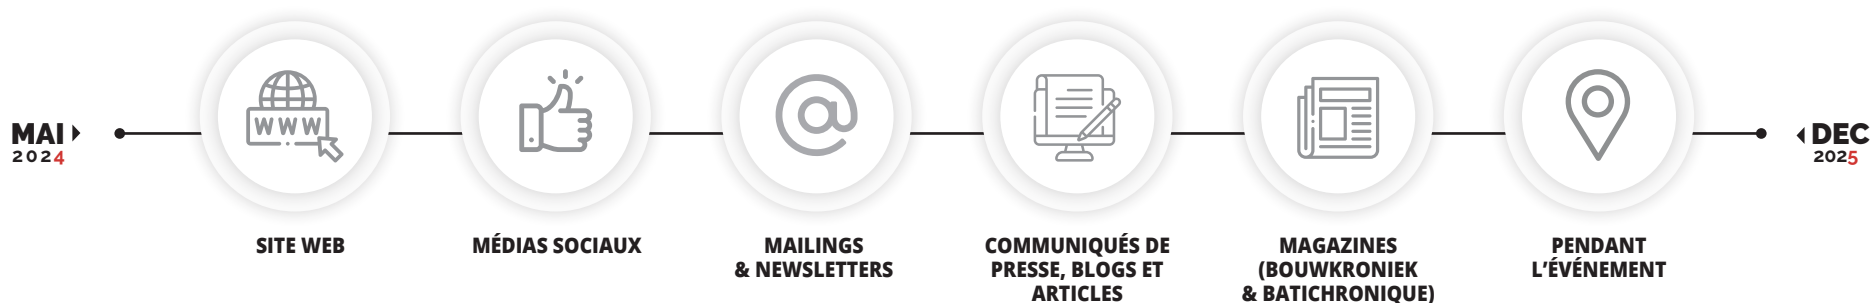 MAI
2024
WWW
DEC
2025
SITE WEB
MÉDIAS SOCIAUX
MAILINGS
& NEWSLETTERS
COMMUNIQUÉS DE
PRESSE, BLOGS ET
ARTICLES
MAGAZINES
(BOUWKRONIEK
& BATICHRONIQUE)
PENDANT
L’ÉVÉNEMENT